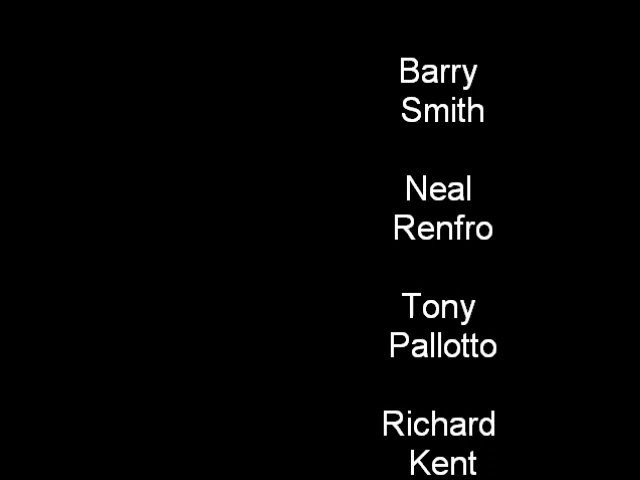 Barry
Smith
Neal
Renfro
Tony
Pallotto
Richard
Kent